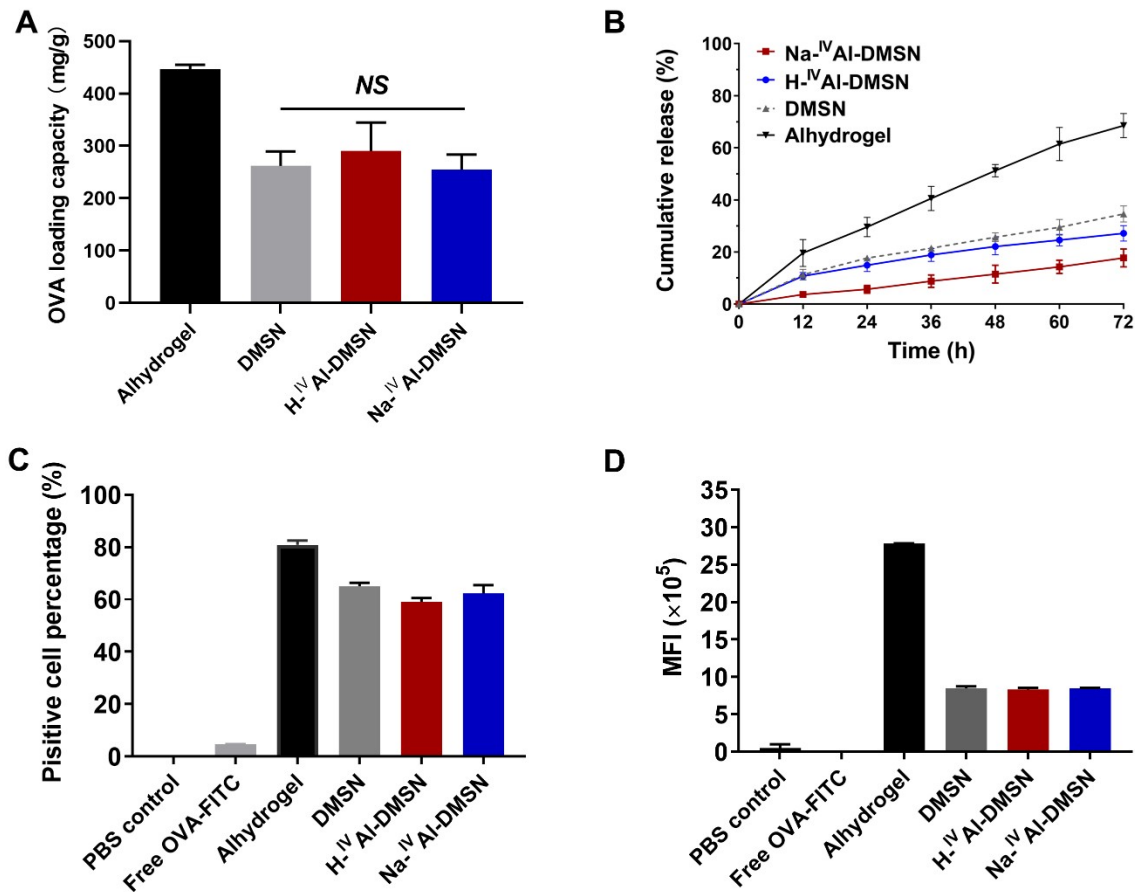 A
OVA loading capacity (mg/g)
500
400
300
200
100
0
NS
Alhydrogel
DMSN
H-ᴵⱽAl-DMSN
Na-ᴵⱽAl-DMSN
B
Cumulative release (%)
100
80
60
40
20
0
Na-ᴵⱽAl-DMSN
H-ᴵⱽAl-DMSN
DMSN
Alhydrogel
0 12 24 36 48 60 72
Time (h)
C
Pisitive cell percentage (%)
100
80
60
40
20
0
PBS control
Free OVA-FITC
Alhydrogel
DMSN
H-ᴵⱽAl-DMSN
Na-ᴵⱽAl-DMSN
D
MFI (×10⁵)
35
30
25
20
15
10
5
0
PBS control
Free OVA-FITC
Alhydrogel
DMSN
H-ᴵⱽAl-DMSN
Na-ᴵⱽAl-DMSN